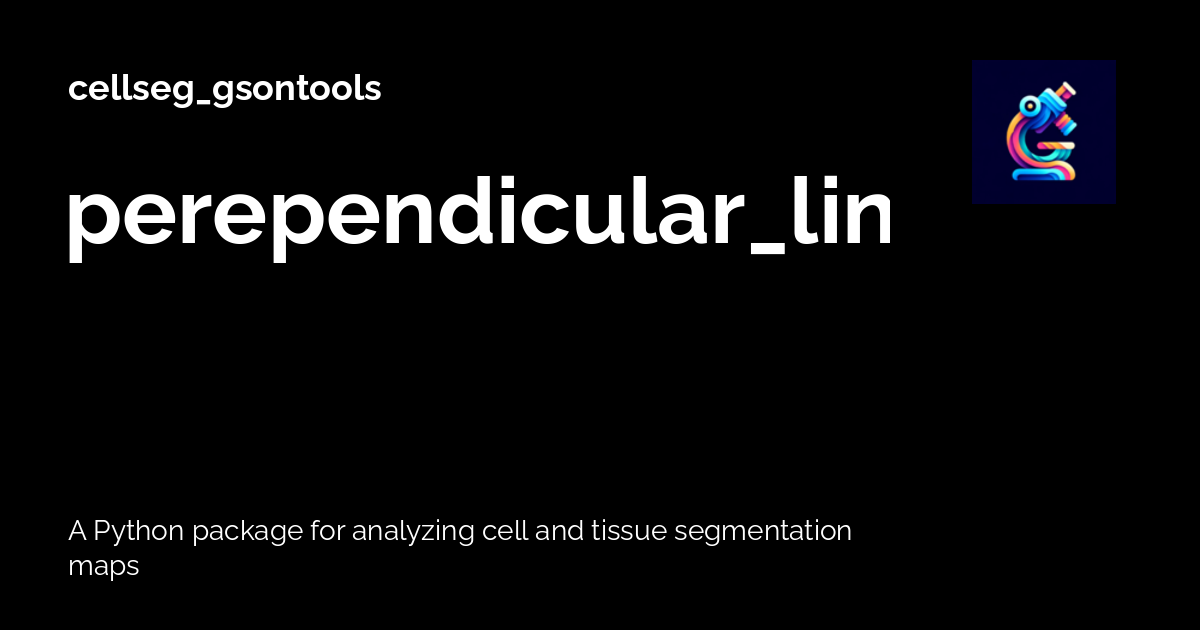 cellseg_gsontools
perependicular_lin
A Python package for analyzing cell and tissue segmentation
maps